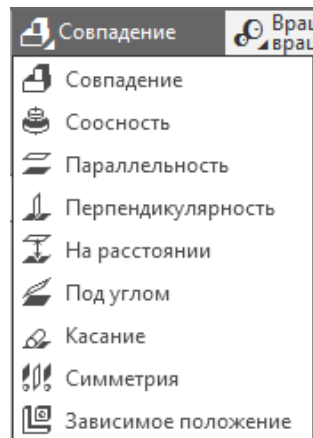 Совпадение
Совпадение
Соосность
Параллельность
Перпендикулярность
На расстоянии
Под углом
Касание
Симметрия
Зависимое положение